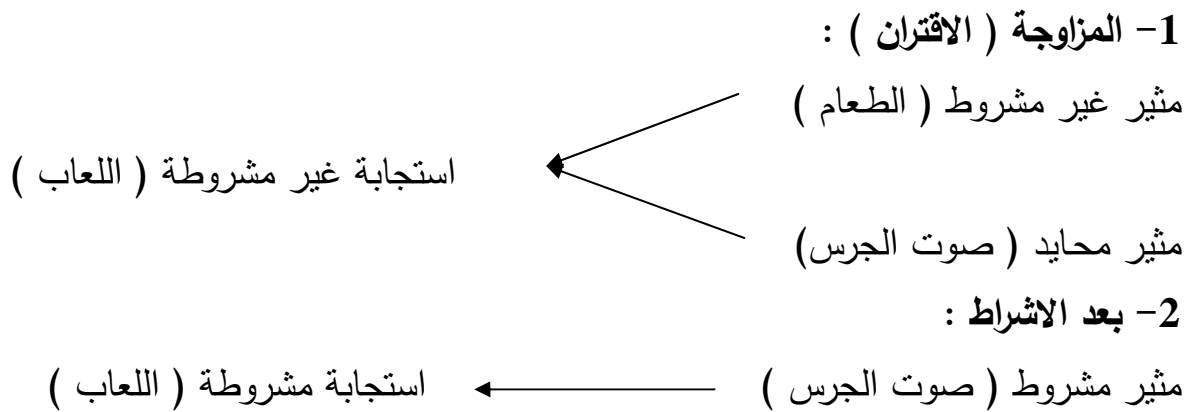 1- المزاوجة ( الاقتران ) :
مثير غير مشروط ( الطعام )
استجابة غير مشروطة ( اللعاب )
مثير محايد ( صوت الجرس)
2- بعد الاشراط :
مثير مشروط ( صوت الجرس ) استجابة مشروطة ( اللعاب )